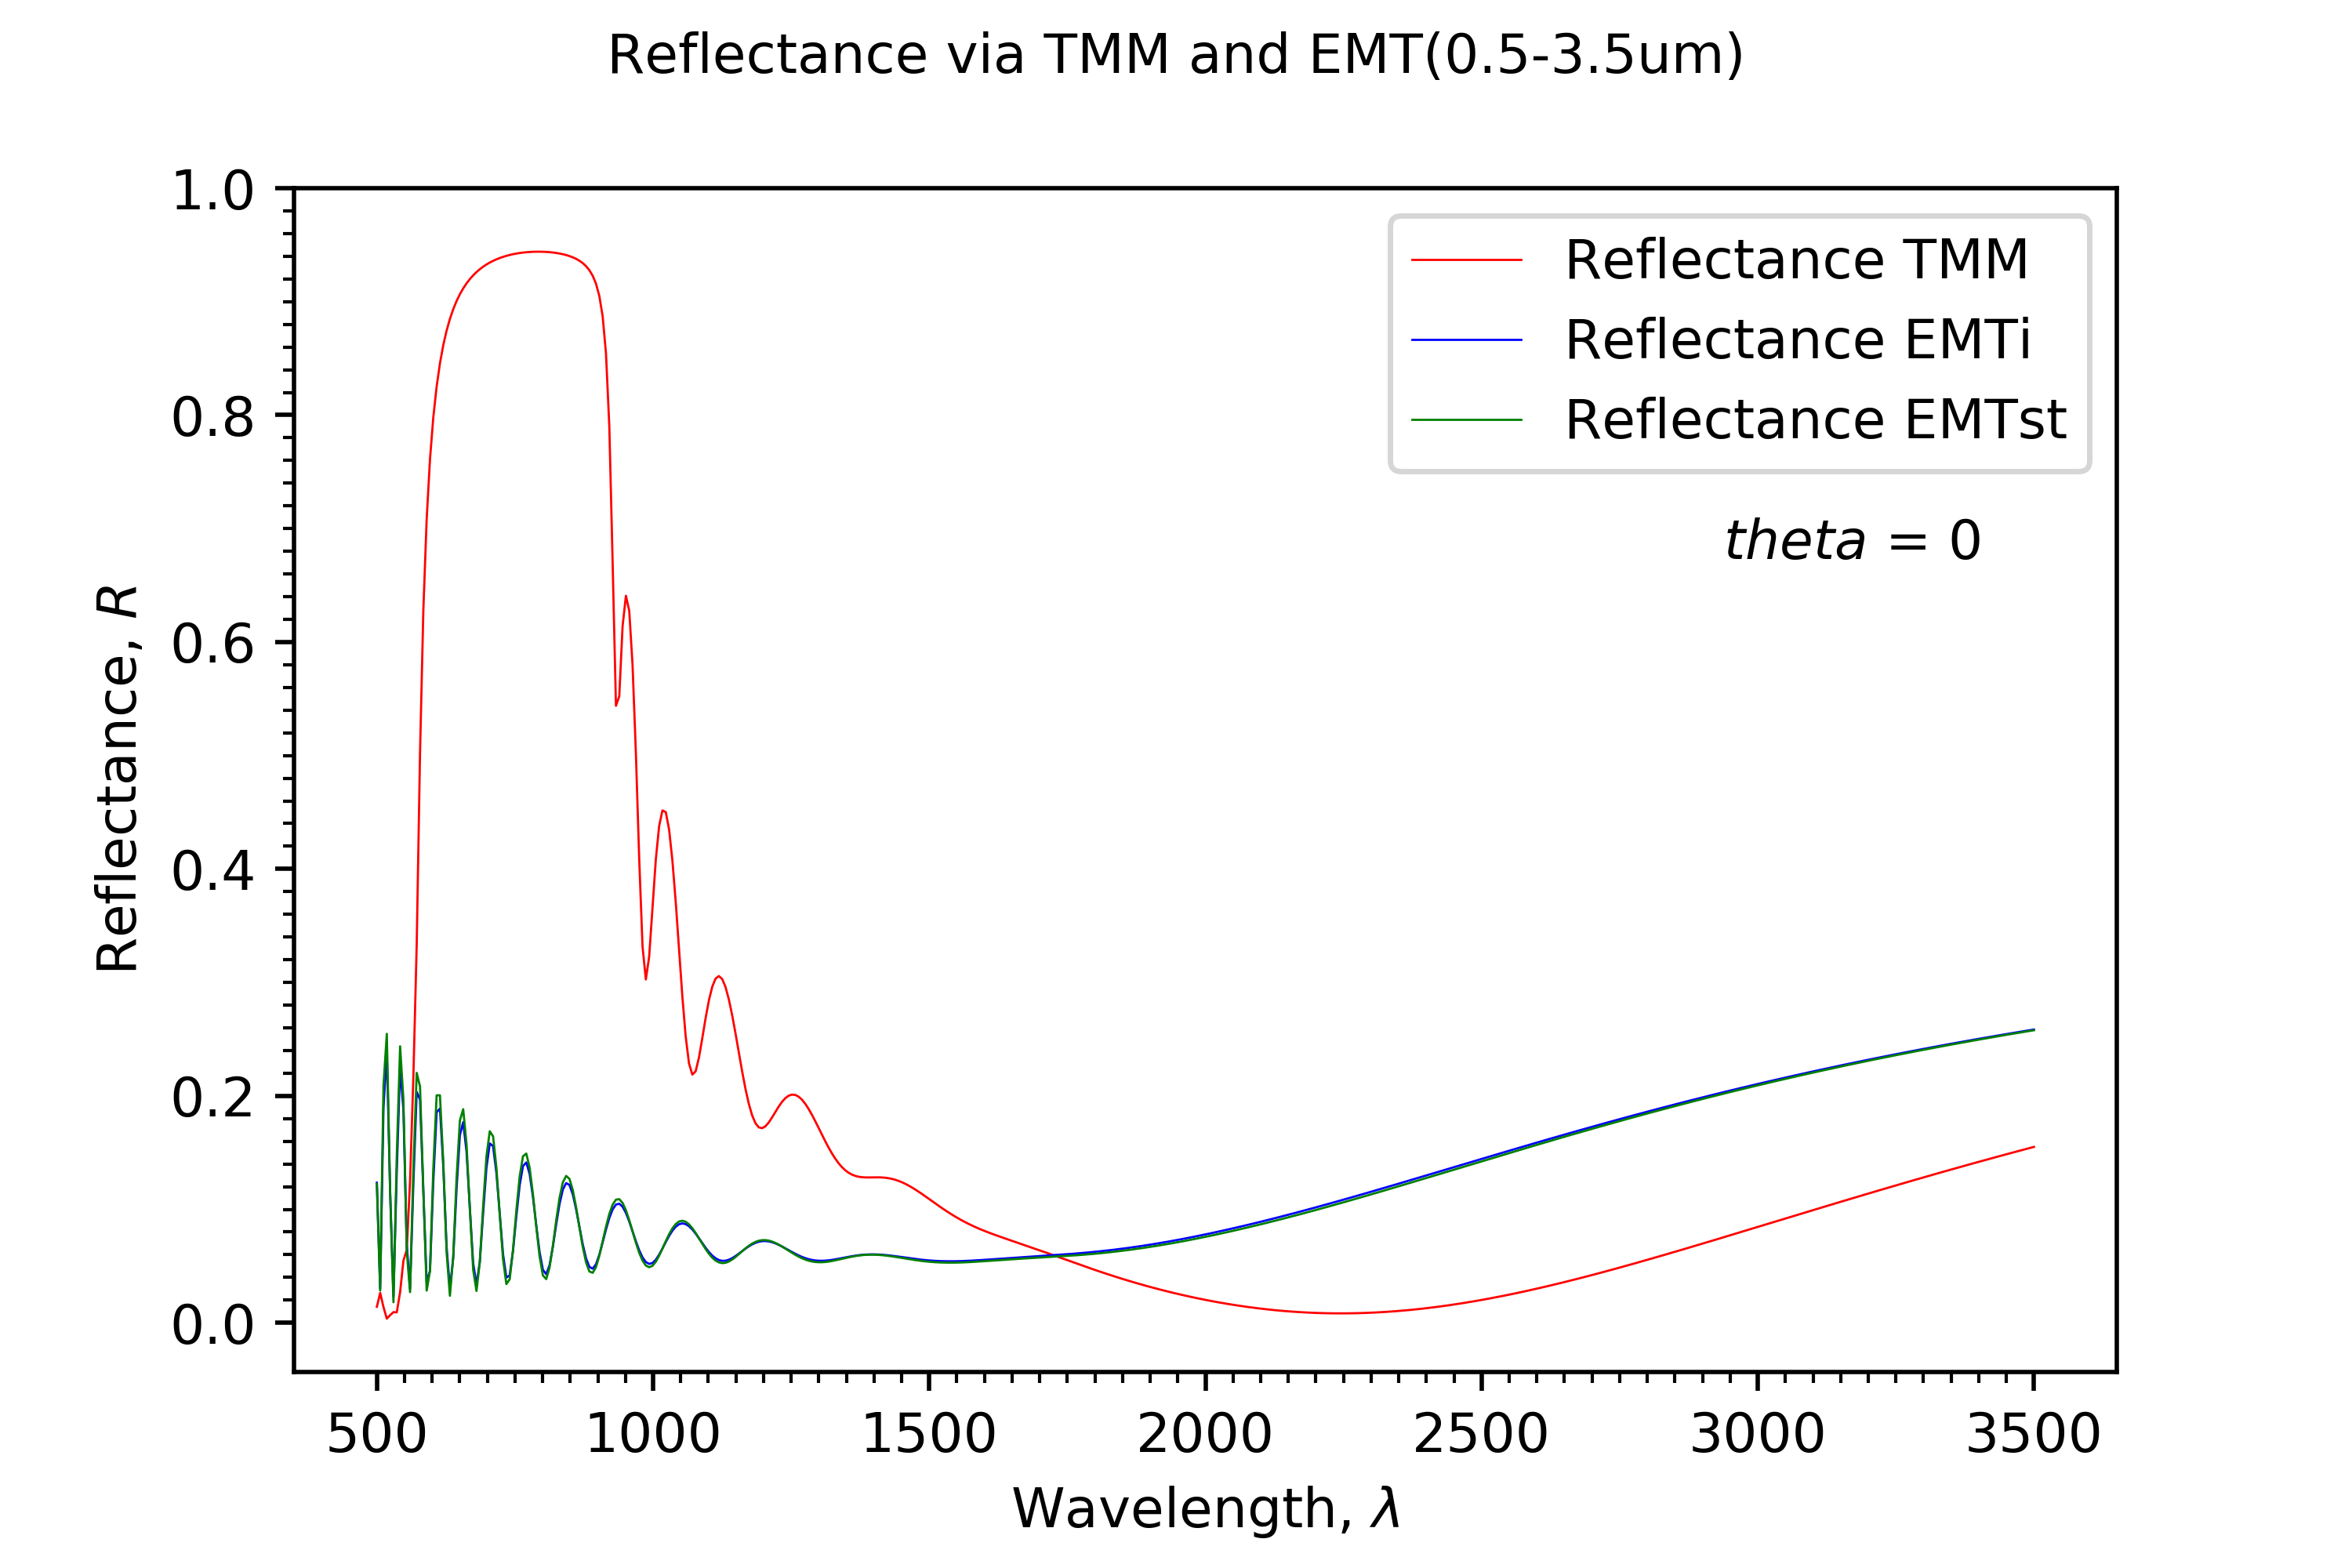 Reflectance via TMM and EMT(0.5-3.5um)
1.0
0.8
0.6
0.4
0.2
0.0
Reflectance, R
Reflectance TMM
Reflectance EMTi
Reflectance EMTst
theta = 0
500 1000 1500 2000 2500 3000 3500
Wavelength, λ